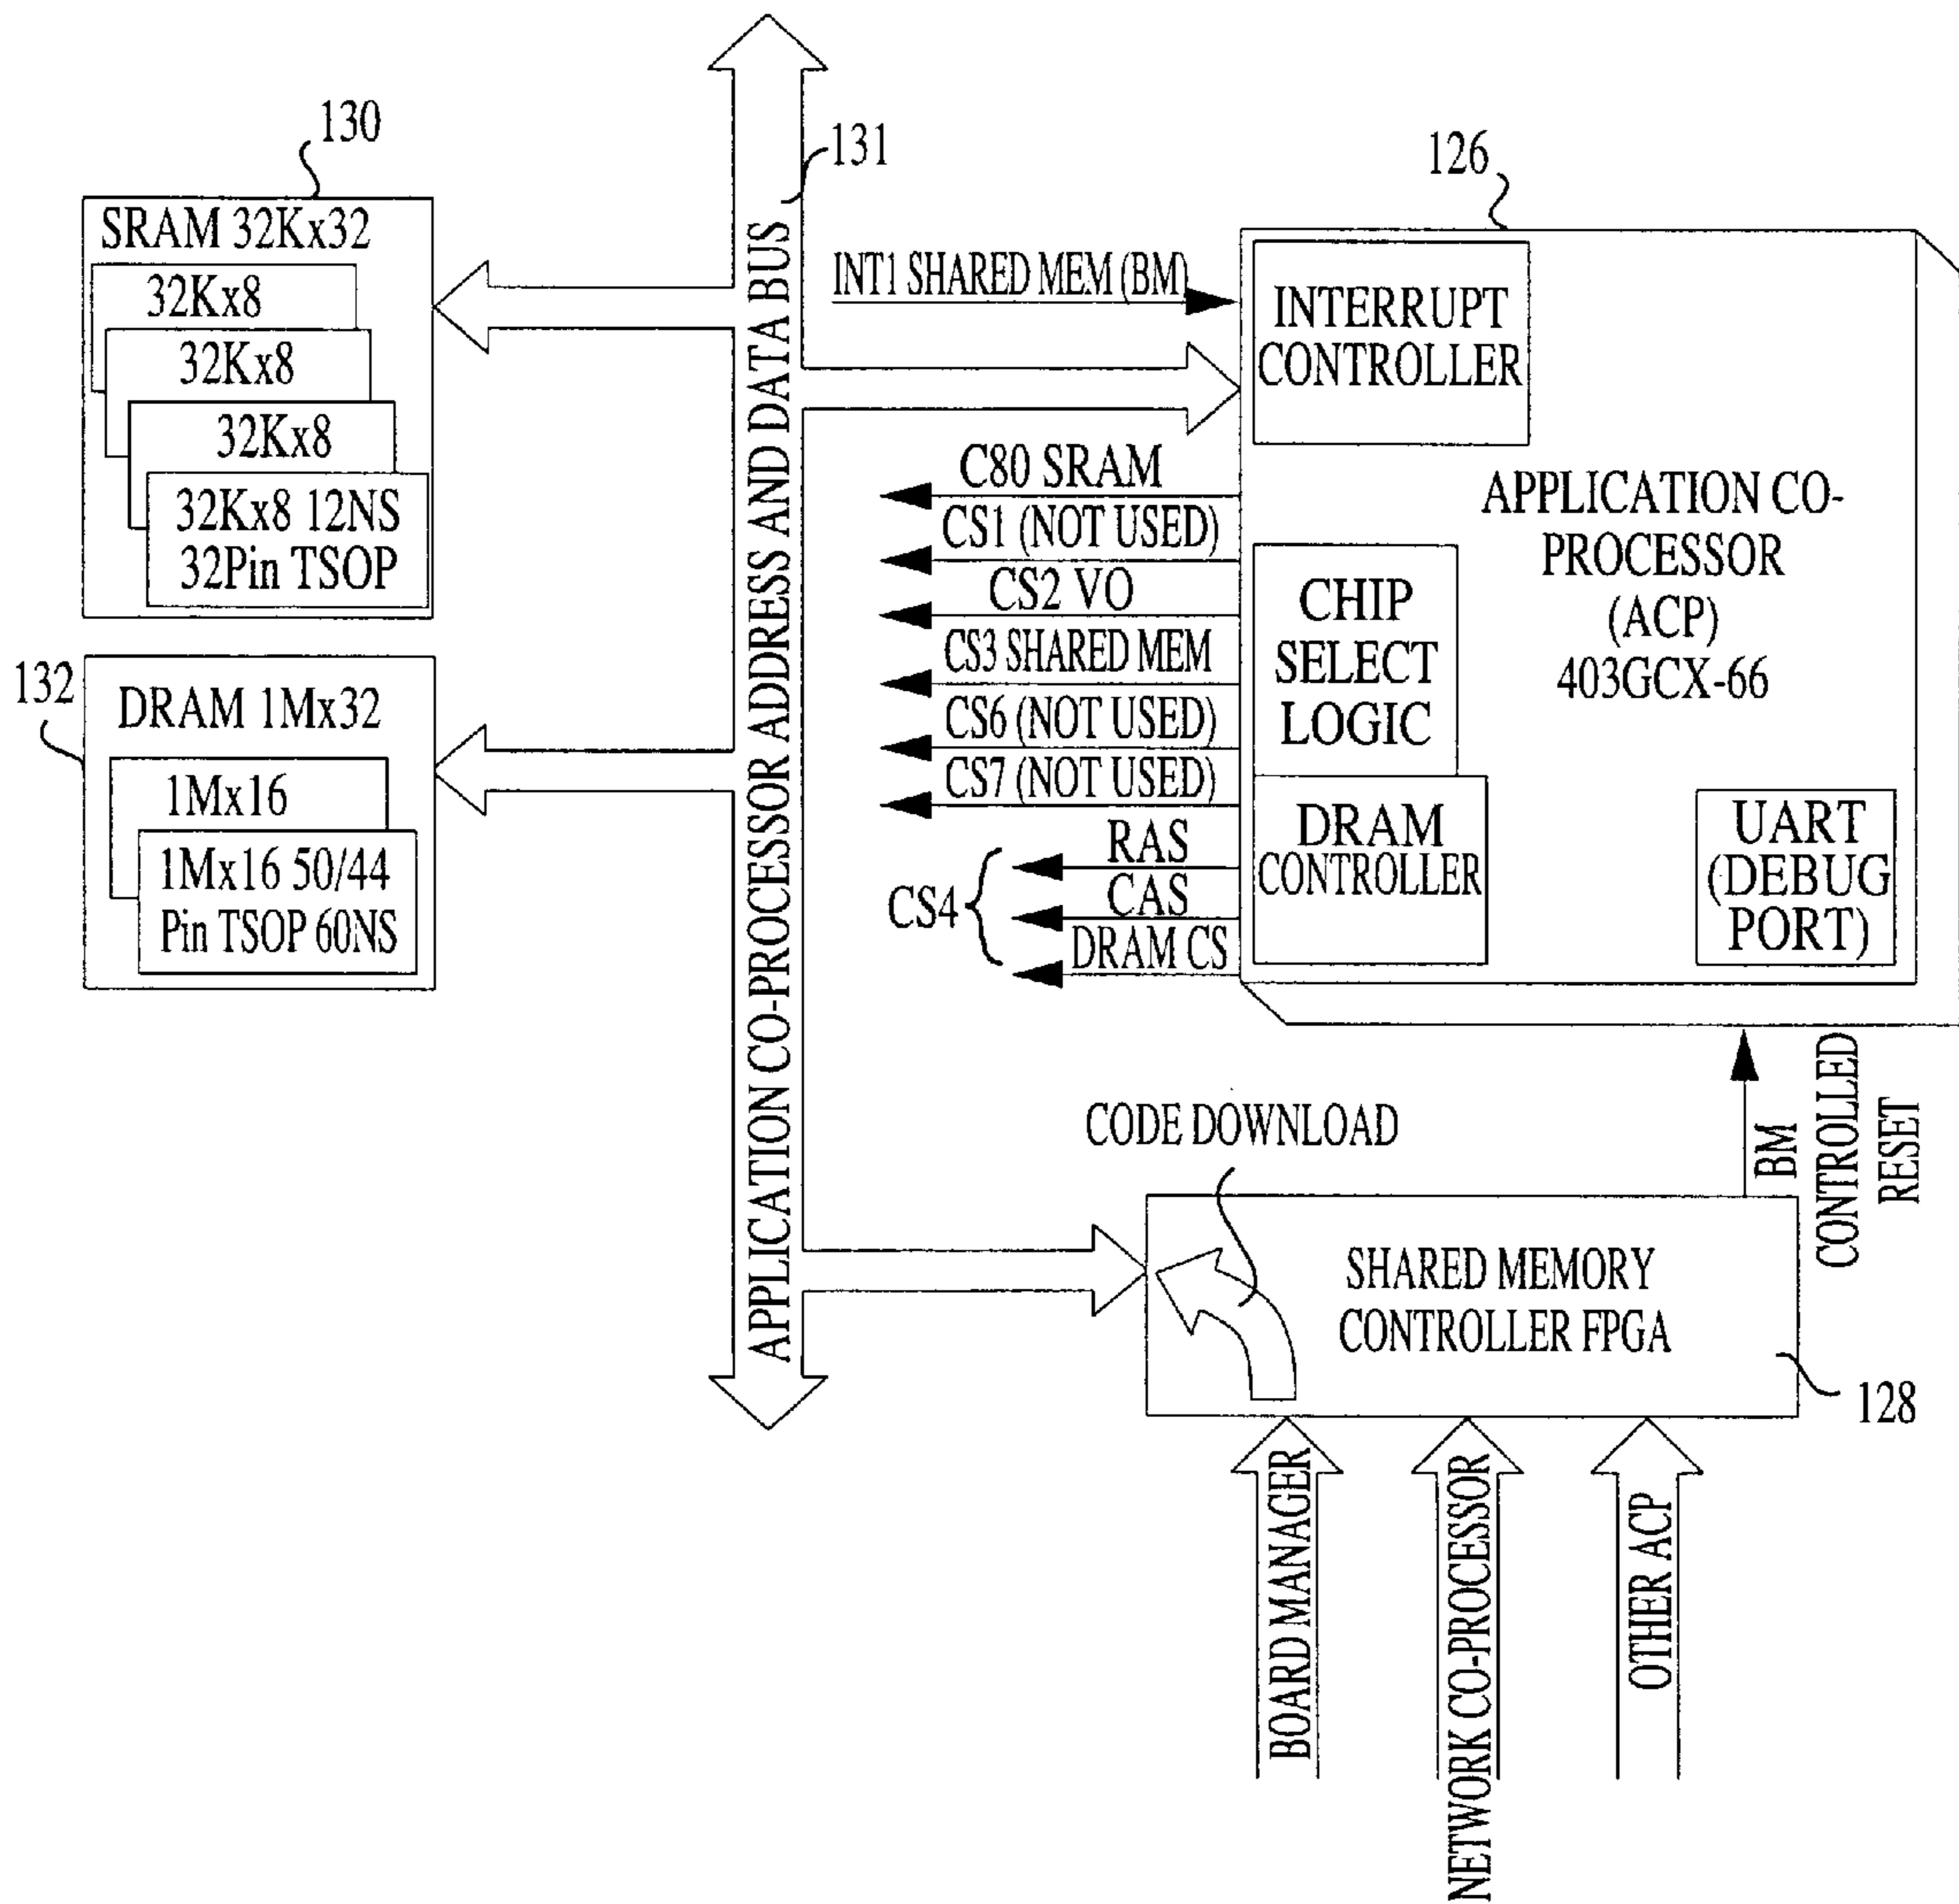 130
SRAM 32Kx32
32Kx8
32Kx8
32Kx8
32Kx8 12NS
32Pin TSOP
132
DRAM 1Mx32
1Mx16
1Mx16 50/44
Pin TSOP 60NS
131
APPLICATION CO-PROCESSOR ADDRESS AND DATA BUS
INT1 SHARED MEM (BM)
C80 SRAM
CS1 (NOT USED)
CS2 VO
CS3 SHARED MEM
CS6 (NOT USED)
CS7 (NOT USED)
CS4
RAS
CAS
DRAM CS
126
INTERRUPT
CONTROLLER
APPLICATION CO-
PROCESSOR
(ACP)
403GCX-66
CHIP
SELECT
LOGIC
DRAM
CONTROLLER
UART
(DEBUG
PORT)
BM
CONTROLLED
RESET
CODE DOWNLOAD
SHARED MEMORY
CONTROLLER FPGA
128
BOARD MANAGER
NETWORK CO-PROCESSOR
OTHER ACP